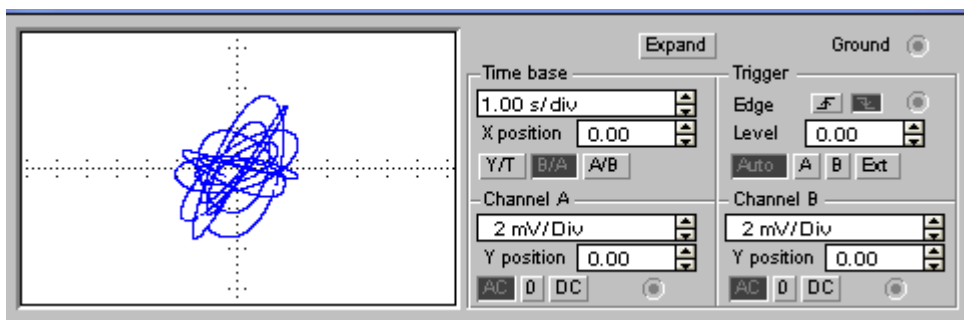 Expand Ground
Time base
1.00 s/div
X position 0.00
Y/T B/A A/B
Trigger
Edge
Level 0.00
Auto A B Ext
Channel A
2 mV/Div
Y position 0.00
AC 0 DC
Channel B
2 mV/Div
Y position 0.00
AC 0 DC